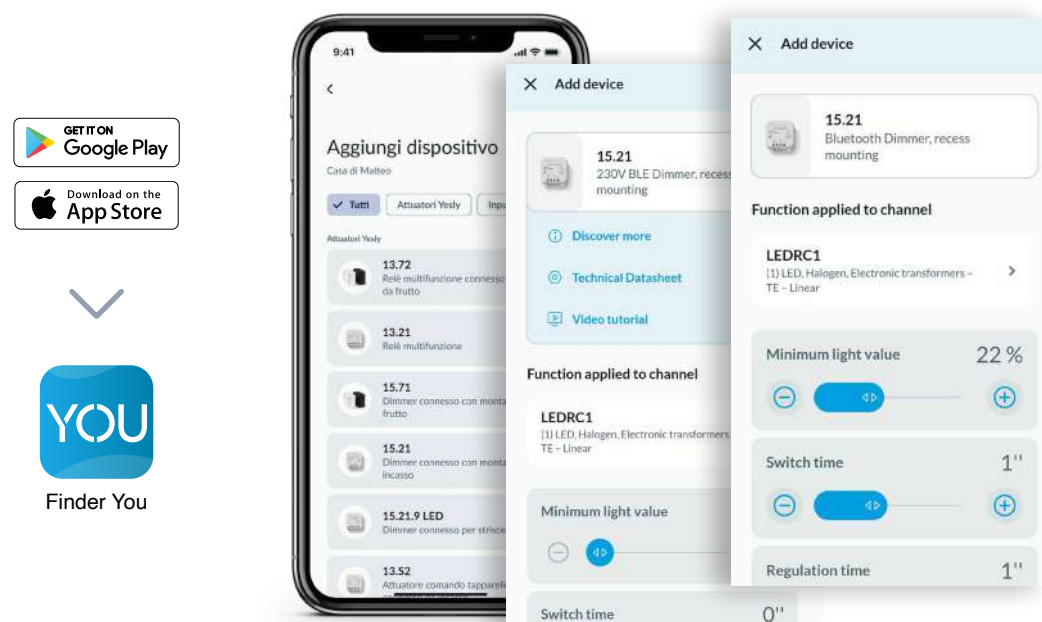 GET IT ON
Google Play
Download on the
App Store
YOU
Finder You
9:41
Aggiungi dispositivo
Casa di Matteo
Tutti
Attuatori Yesly
Attuatori Yesly
13.72
Relè multifunzione connesso
da frutto
13.21
Relè multifunzione
15.71
Dimmer connesso con
frutto
15.21
Dimmer connesso con
incasso
15.21.9 LED
Dimmer connesso per strisce
13.S2
Attuatore comando
Add device
15.21
230V BLE Dimmer, recess
mounting
Discover more
Technical Datasheet
Video tutorial
Function applied to channel
LEDRC1
(1) LED, Halogen, Electronic transformers
TE – Linear
Minimum light value
Switch time
0''
Add device
15.21
Bluetooth Dimmer, recess
mounting
Function applied to channel
LEDRC1
(1) LED, Halogen, Electronic transformers –
TE – Linear
Minimum light value
22 %
Switch time
1''
Regulation time
1''